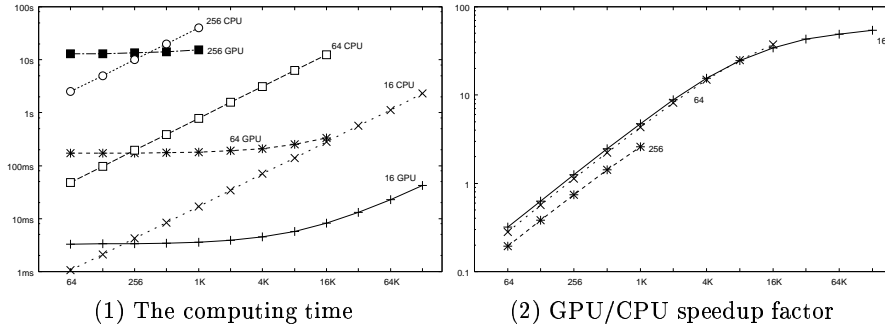 100s
10s
1s
100ms
10ms
1ms
64
256
1K
4K
16K
64K
256 CPU
256 GPU
64 CPU
16 CPU
64 GPU
16 GPU
(1) The computing time
100
10
1
0.1
64
256
1K
4K
16K
64K
16
64
256
(2) GPU/CPU speedup factor